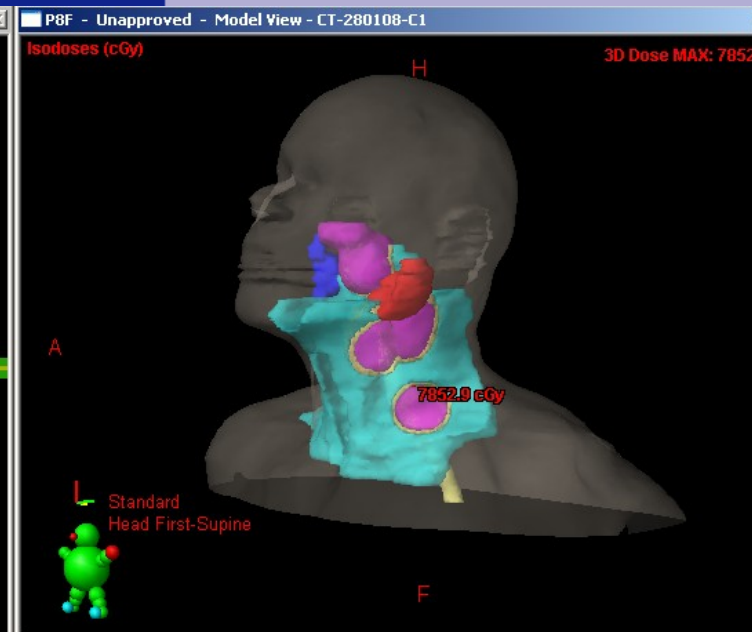 P8F - Unapproved - Model View - CT-280108-C1
Isodoses (cGy)
3D Dose MAX: 7852
H
A
7852.9 cGy
Standard
Head First-Supine
F